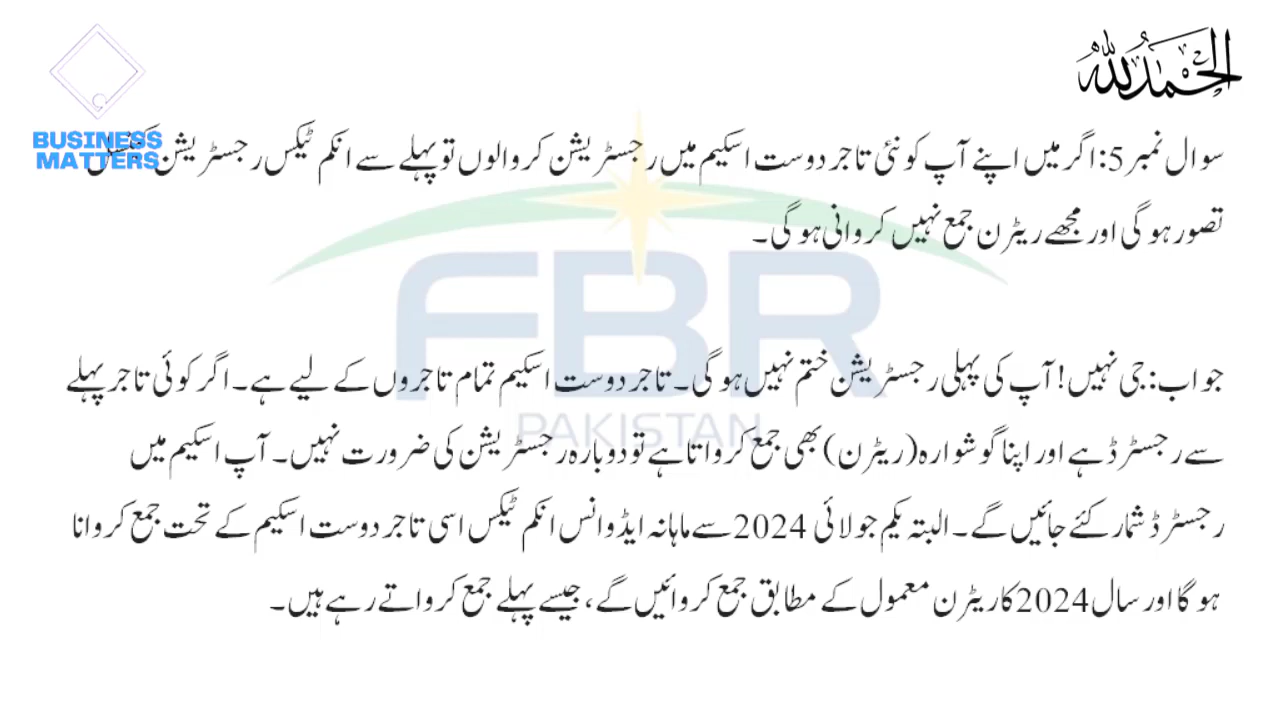 الحمدللہ
BUSINESS
MATTERS
سوال نمبر 5: اگر میں اپنے آپ کو نئی تاجر دوست اسکیم میں رجسٹریشن کروالوں تو پہلے سے انکم ٹیکس رجسٹریشن کینسل
تصور ہو گی اور مجھے ریٹرن جمع نہیں کروانی ہو گی۔
FBR
PAKISTAN
جواب: جی نہیں! آپ کی پہلی رجسٹریشن ختم نہیں ہو گی۔ تاجر دوست اسکیم تمام تاجروں کے لیے ہے۔ اگر کوئی تاجر پہلے
سے رجسٹرڈ ہے اور اپنا گوشوارہ (ریٹرن) بھی جمع کرواتا ہے تو دوبارہ رجسٹریشن کی ضرورت نہیں۔ آپ اسکیم میں
رجسٹرڈ شمار کئے جائیں گے۔ البتہ یکم جولائی 2024 سے ماہانہ ایڈوانس انکم ٹیکس اسی تاجر دوست اسکیم کے تحت جمع کروانا
ہو گا اور سال 2024 کا ریٹرن معمول کے مطابق جمع کروائیں گے، جیسے پہلے جمع کرواتے رہے ہیں۔